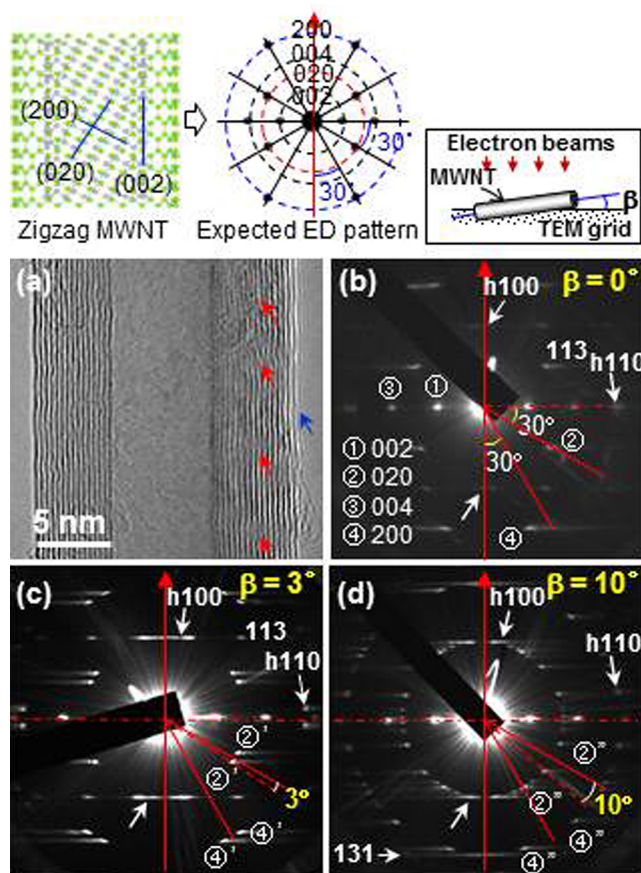 200
004
020
002
(200)
(020)
(002)
30°
30°
Zigzag MWNT
Expected ED pattern
Electron beams
MWNT
β
TEM grid
(a)
5 nm
(b)
h100
β = 0°
113
h110
③
①
30°
②
30°
① 002
② 020
③ 004
④ 200
④
(c)
β = 3°
h100
113
h110
②'
②'
3°
④'
④'
(d)
β = 10°
h100
h110
②"
②"
10°
④"
④"
131